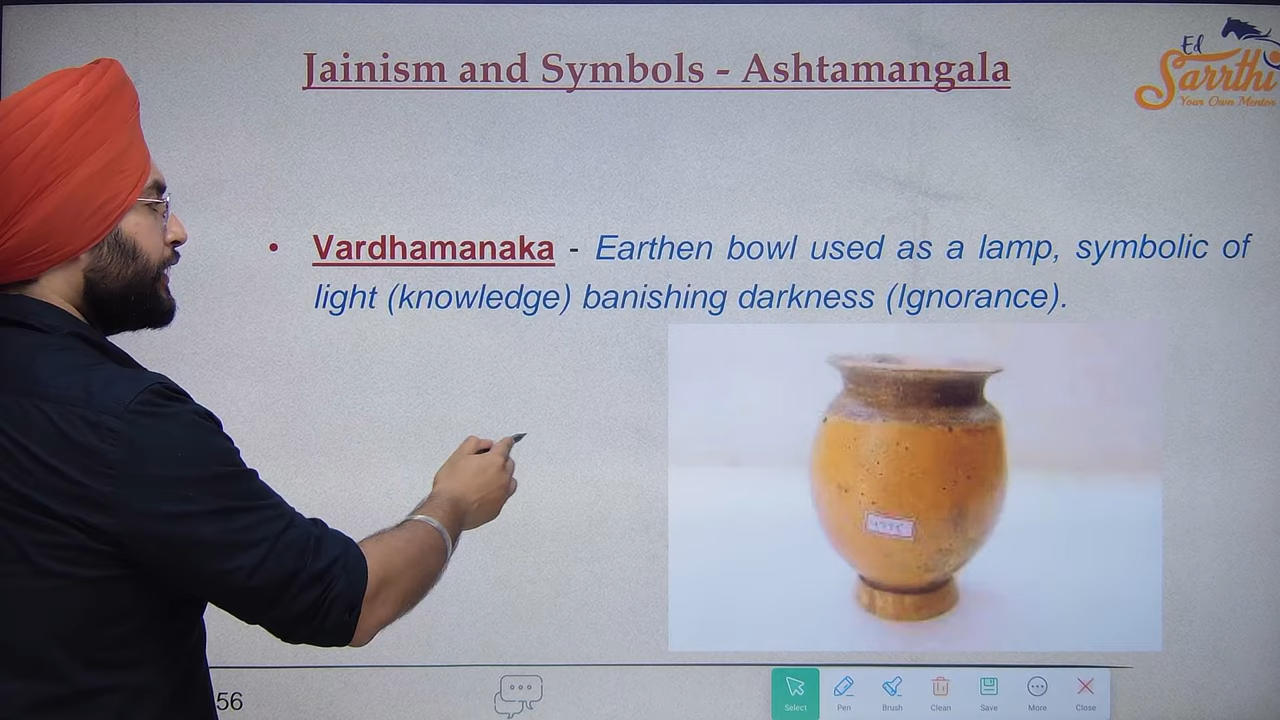 Jainism and Symbols - Ashtamangala
Ed
Sarrthi
Your Own Mentor
• Vardhamanaka - Earthen bowl used as a lamp, symbolic of
light (knowledge) banishing darkness (Ignorance).
56
Select Pen Brush Clean Save More Close